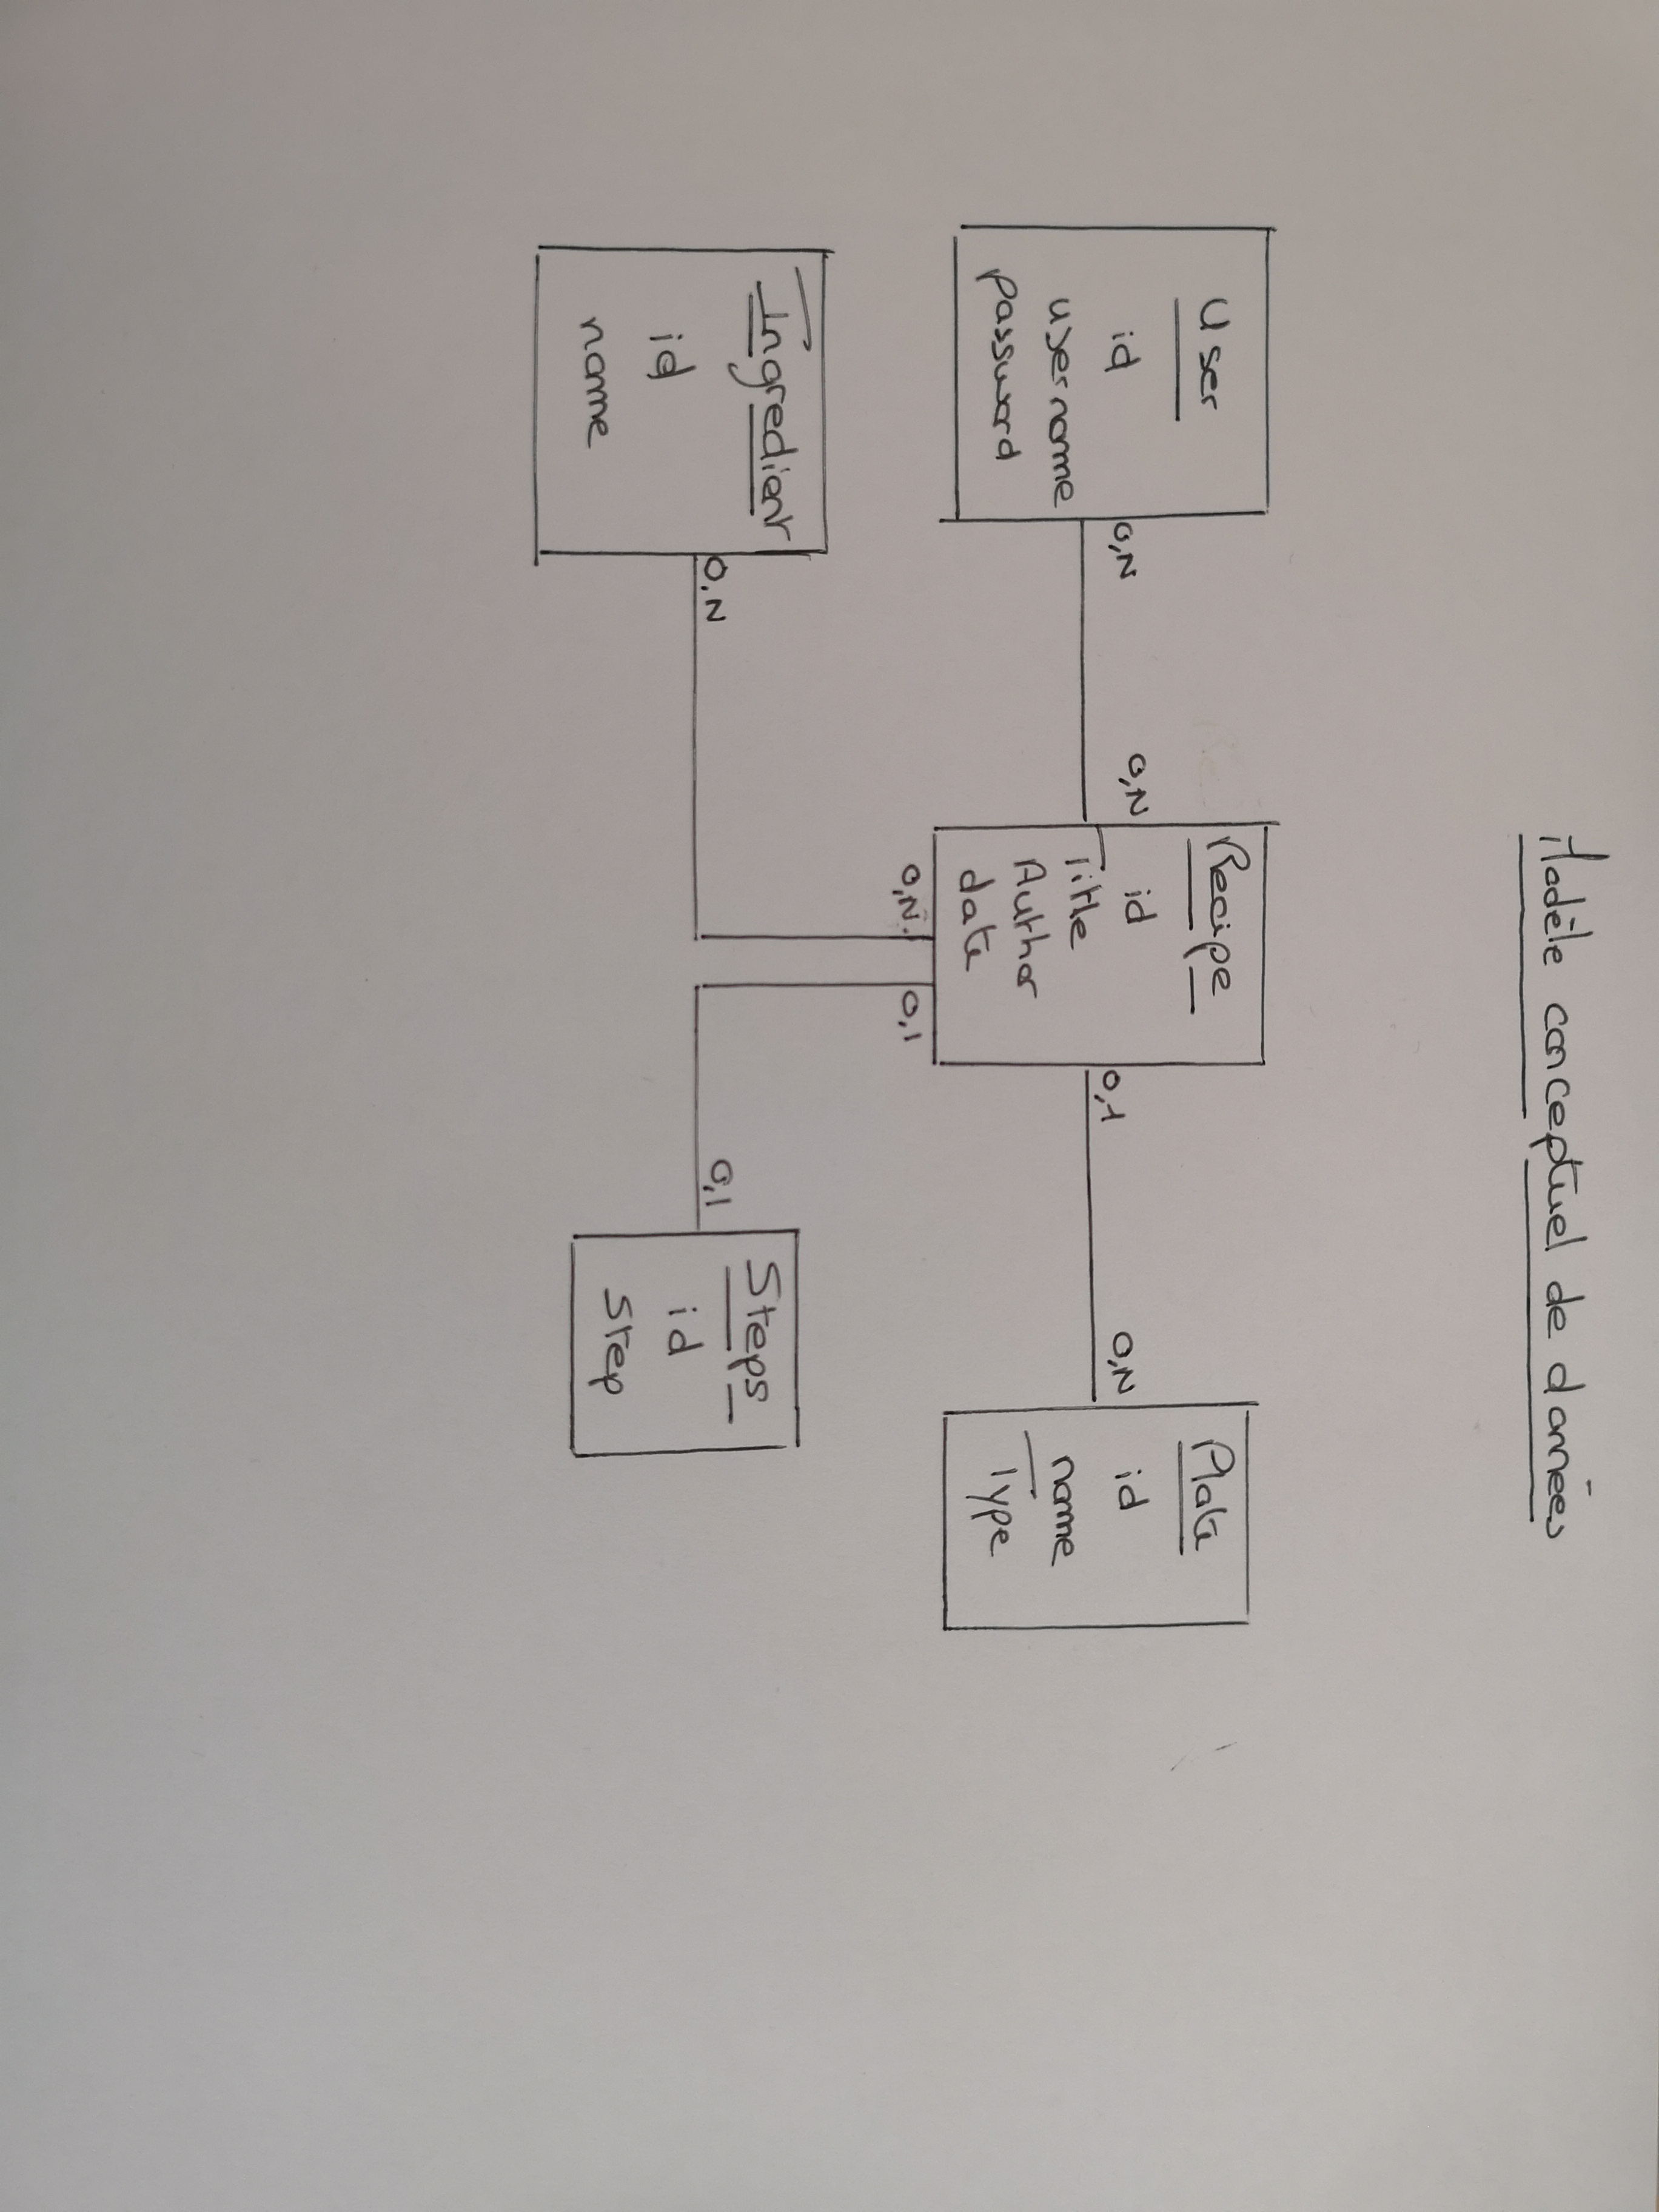 Modèle conceptuel de données
User
id
username
password
0,N
0,N
Recipe
id
Title
Author
date
0,1
0,N
Plate
id
name
Type
0,N
0,1
Ingredient
id
name
0,N
0,1
Steps
id
Step